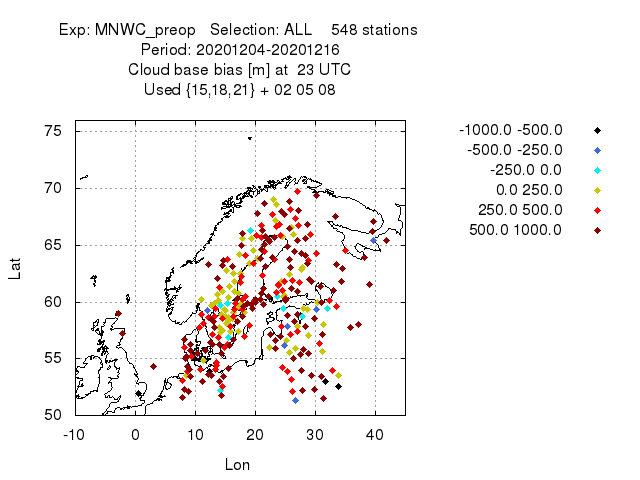 Exp: MNWC_preop   Selection: ALL    548 stations
Period: 20201204-20201216
Cloud base bias [m] at  23 UTC
Used {15,18,21} + 02 05 08
-1000.0 -500.0
-500.0 -250.0
-250.0 0.0
0.0 250.0
250.0 500.0
500.0 1000.0
75
70
65
60
55
50
Lat
-10 0 10 20 30 40
Lon